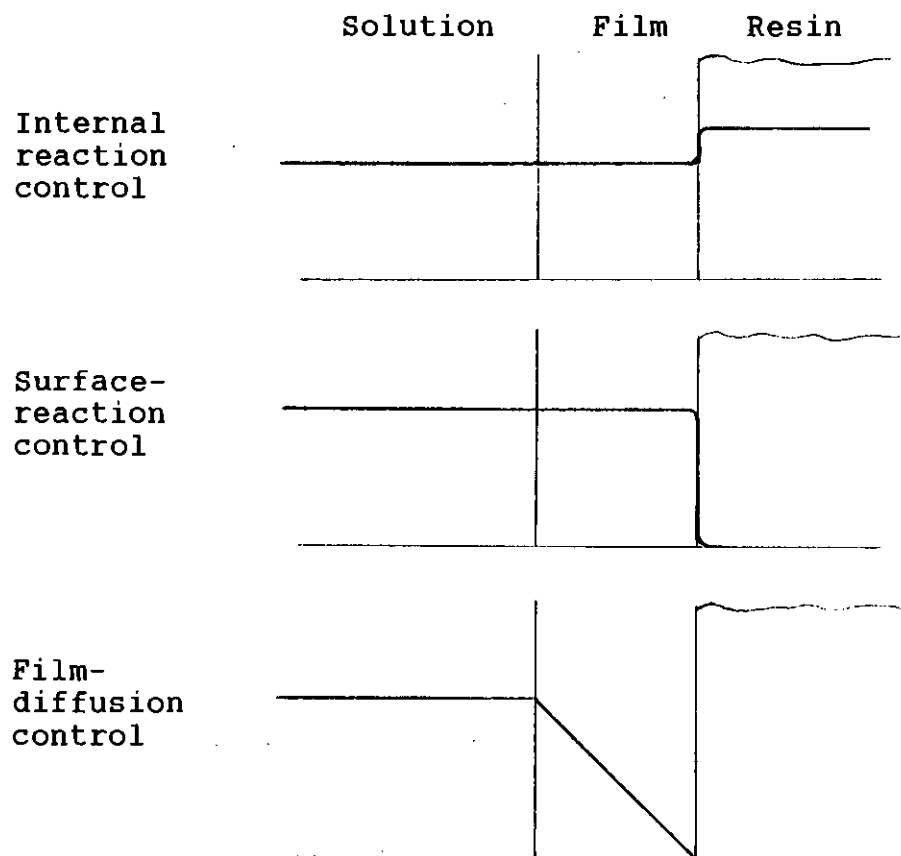 Solution Film Resin
Internal
reaction
control
Surface-
reaction
control
Film-
diffusion
control